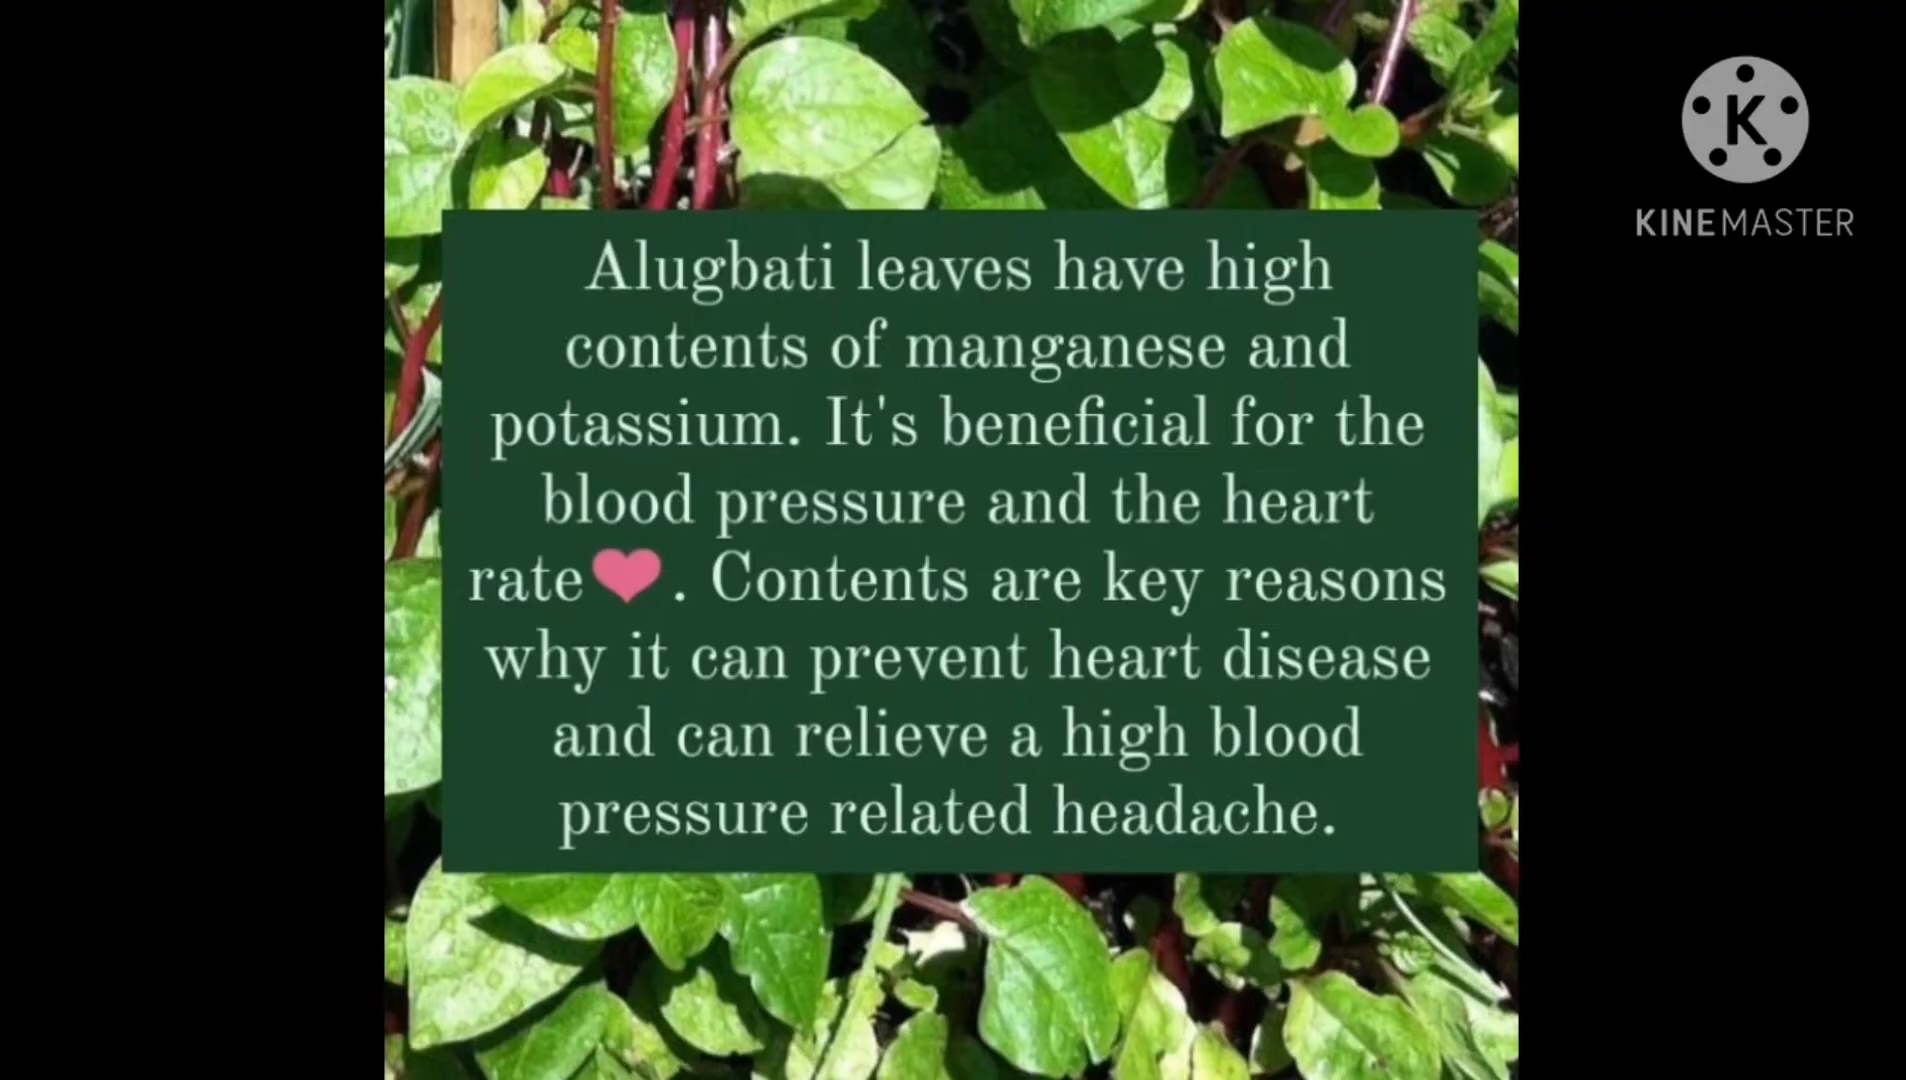 Alugbati leaves have high
contents of manganese and
potassium. It's beneficial for the
blood pressure and the heart
rate❤. Contents are key reasons
why it can prevent heart disease
and can relieve a high blood
pressure related headache.
K
KINEMASTER